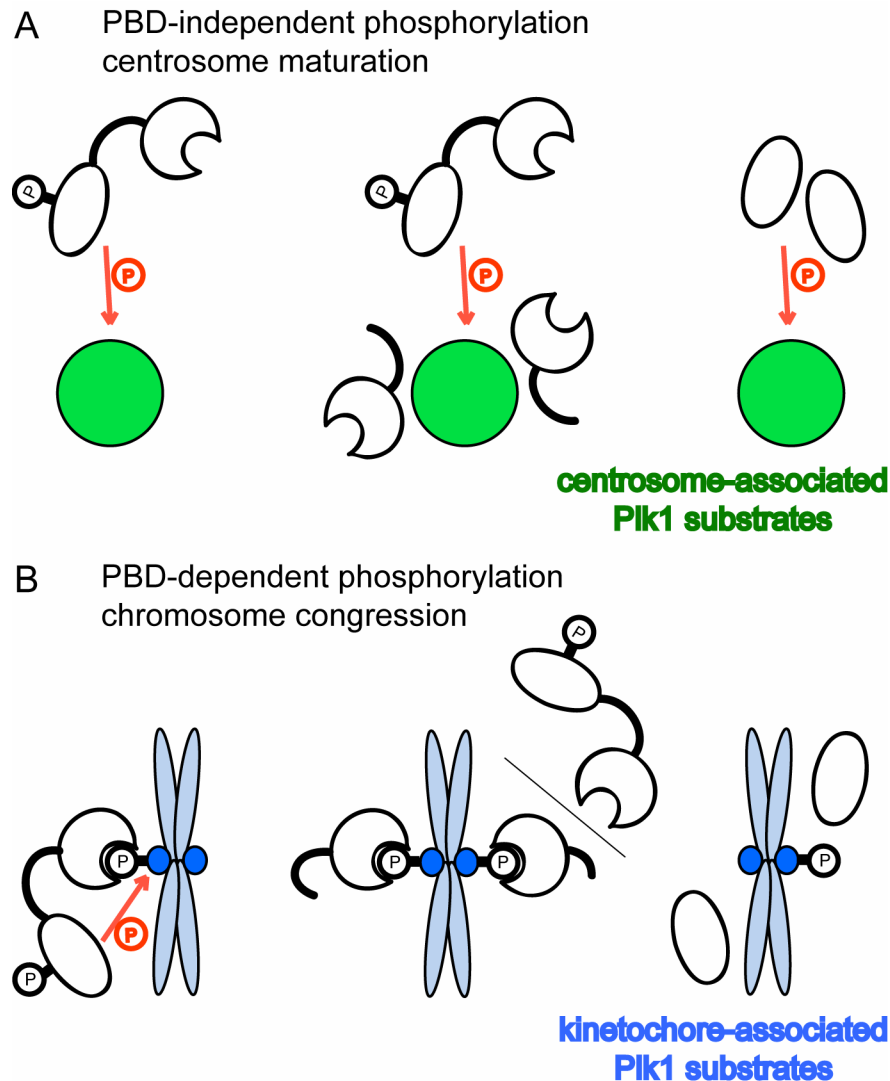 A
PBD-independent phosphorylation
centrosome maturation
P
P
P
P
P
centrosome-associated
Plk1 substrates
B
PBD-dependent phosphorylation
chromosome congression
P
P
P
P
P
P
P
kinetochore-associated
Plk1 substrates